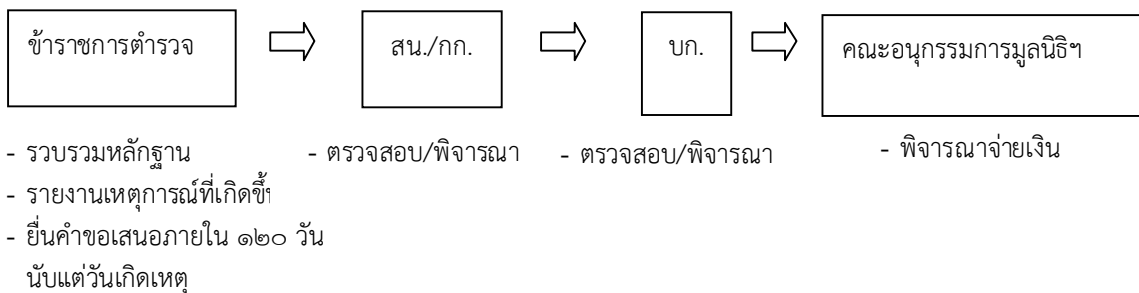 ข้าราชการตำรวจ
สน./กก.
บก.
คณะอนุกรรมการมูลนิธิฯ
- รวบรวมหลักฐาน
- รายงานเหตุการณ์ที่เกิดขึ้
- ยื่นคำขอเสนอภายใน ๑๒๐ วัน
นับแต่วันเกิดเหตุ
- ตรวจสอบ/พิจารณา
- ตรวจสอบ/พิจารณา
- พิจารณาจ่ายเงิน